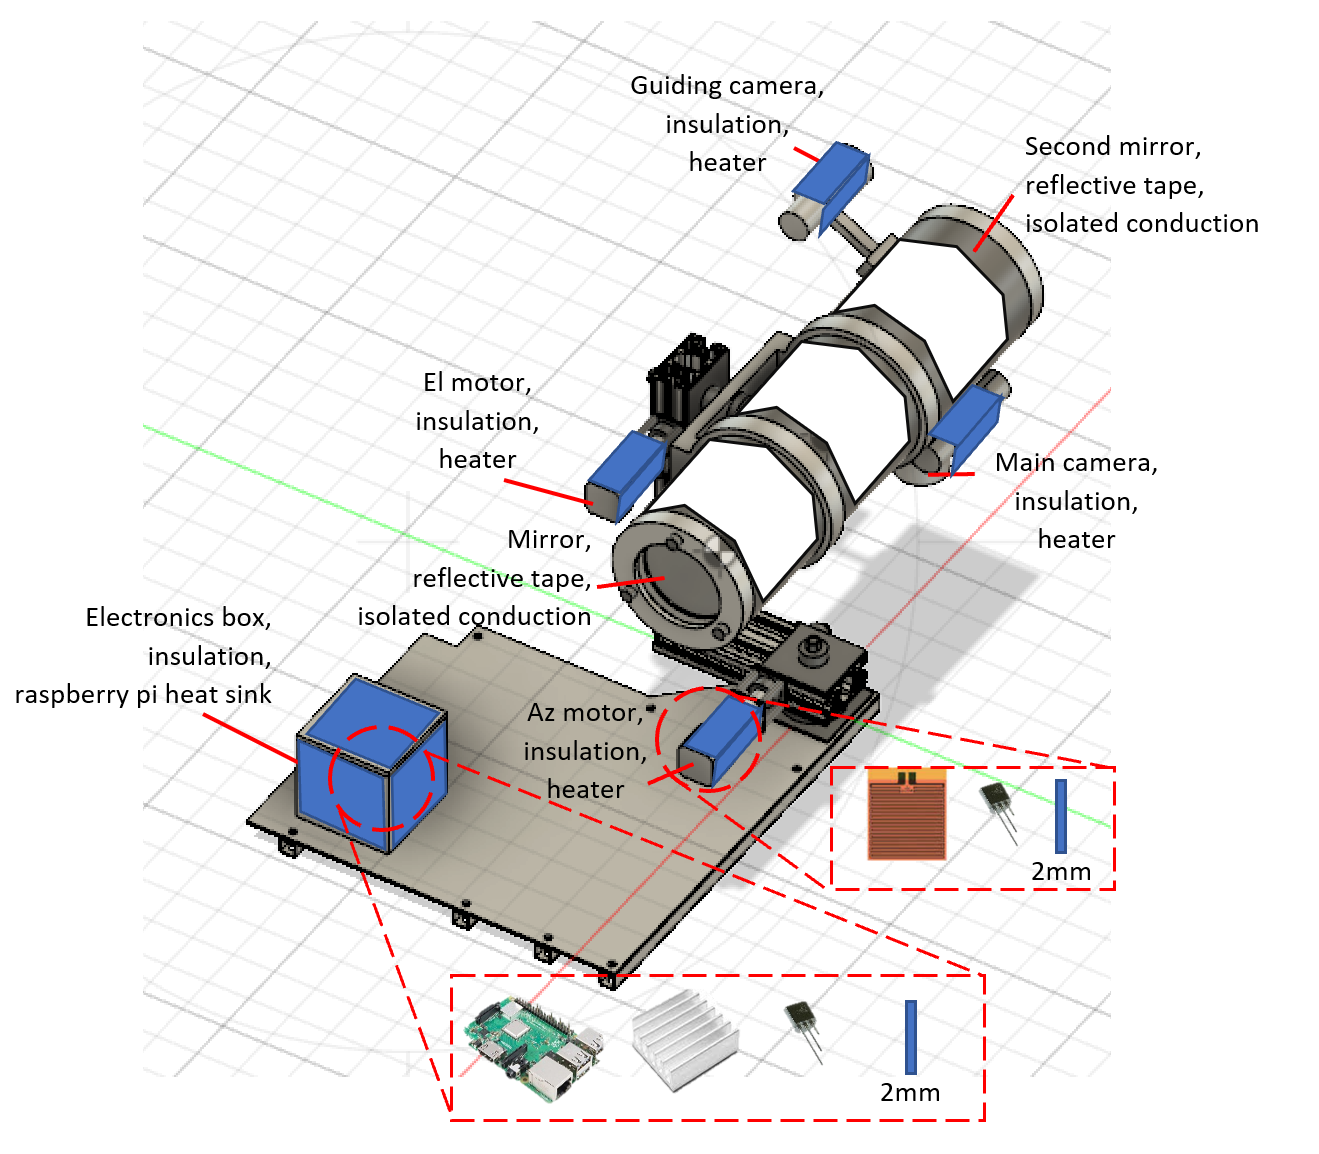 Guiding camera,
insulation,
heater
Second mirror,
reflective tape,
isolated conduction
El motor,
insulation,
heater
Main camera,
insulation,
heater
Mirror,
reflective tape,
isolated conduction
Electronics box,
insulation,
raspberry pi heat sink
Az motor,
insulation,
heater
2mm
2mm